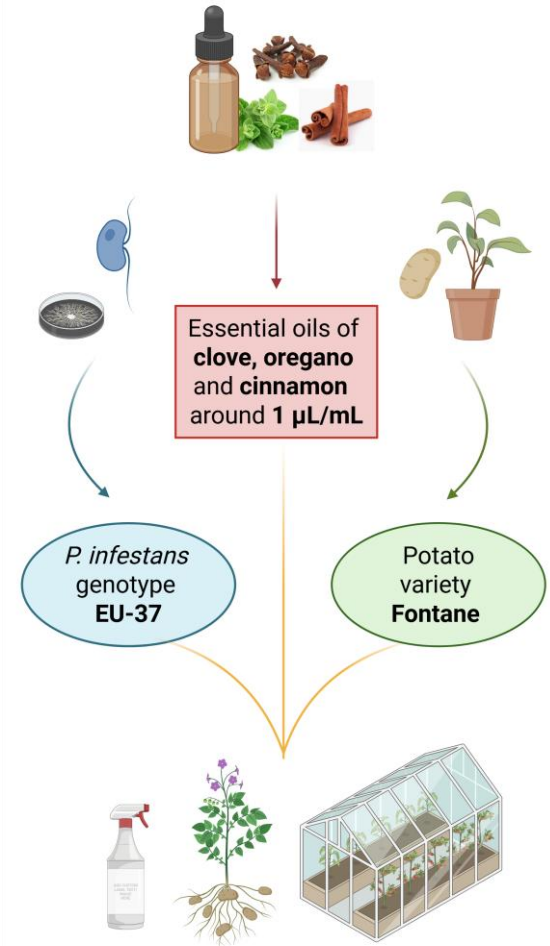 Essential oils of
clove, oregano
and cinnamon
around 1 µL/mL
P. infestans
genotype
EU-37
Potato
variety
Fontane